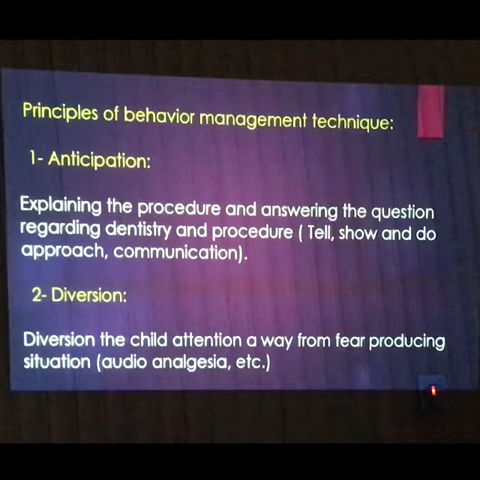 Principles of behavior management technique:
1- Anticipation:
Explaining the procedure and answering the question
regarding dentistry and procedure ( Tell, show and do
approach, communication).
2- Diversion:
Diversion the child attention a way from fear producing
situation (audio analgesia, etc.)